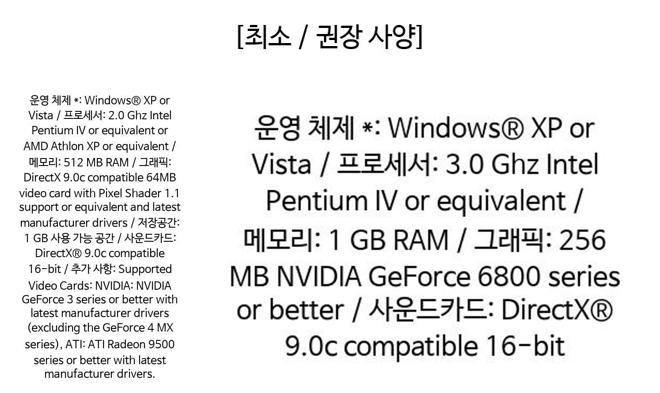 [최소 / 권장 사양]
운영 체제 *: Windows® XP or
Vista / 프로세서: 2.0 Ghz Intel
Pentium IV or equivalent or
AMD Athlon XP or equivalent /
메모리: 512 MB RAM / 그래픽:
DirectX 9.0c compatible 64MB
video card with Pixel Shader 1.1
support or equivalent and latest
manufacturer drivers / 저장공간:
1 GB 사용 가능 공간 / 사운드카드:
DirectX® 9.0c compatible
16-bit / 추가 사항: Supported
Video Cards: NVIDIA: NVIDIA
GeForce 3 series or better with
latest manufacturer drivers
(excluding the GeForce 4 MX
series), ATI: ATI Radeon 9500
series or better with latest
manufacturer drivers.
운영 체제 *: Windows® XP or
Vista / 프로세서: 3.0 Ghz Intel
Pentium IV or equivalent /
메모리: 1 GB RAM / 그래픽: 256
MB NVIDIA GeForce 6800 series
or better / 사운드카드: DirectX®
9.0c compatible 16-bit